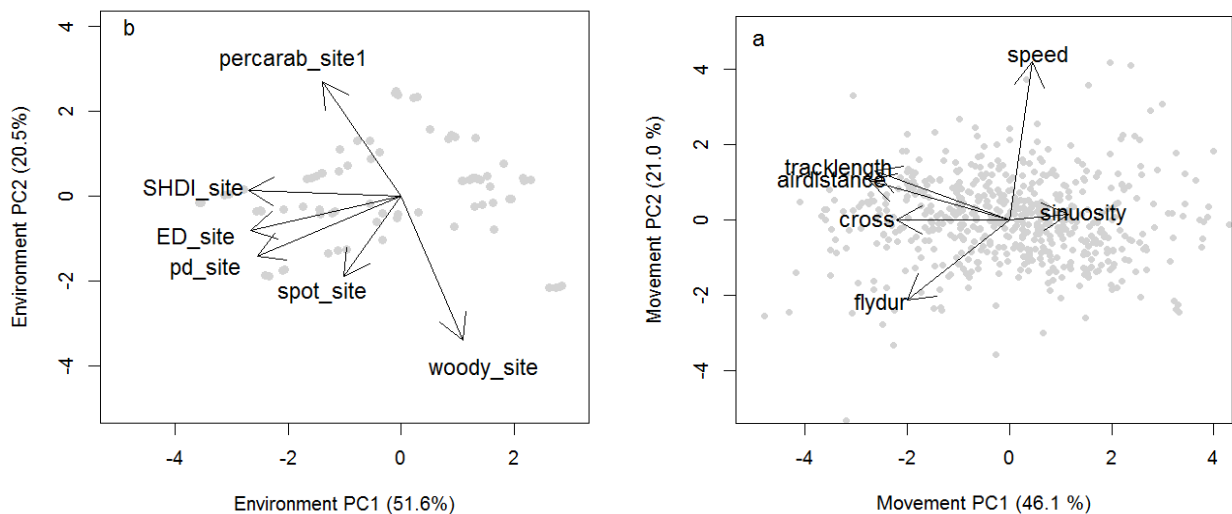 b
percarab_site1
SHDI_site
ED_site
pd_site
spot_site
woody_site
4
2
0
-2
-4
-4
-2
0
2
Environment PC2 (20.5%)
Environment PC1 (51.6%)
a
speed
tracklength
airdistance
cross
sinuosity
flydur
4
2
0
-2
-4
-4
-2
0
2
4
Movement PC2 (21.0 %)
Movement PC1 (46.1 %)